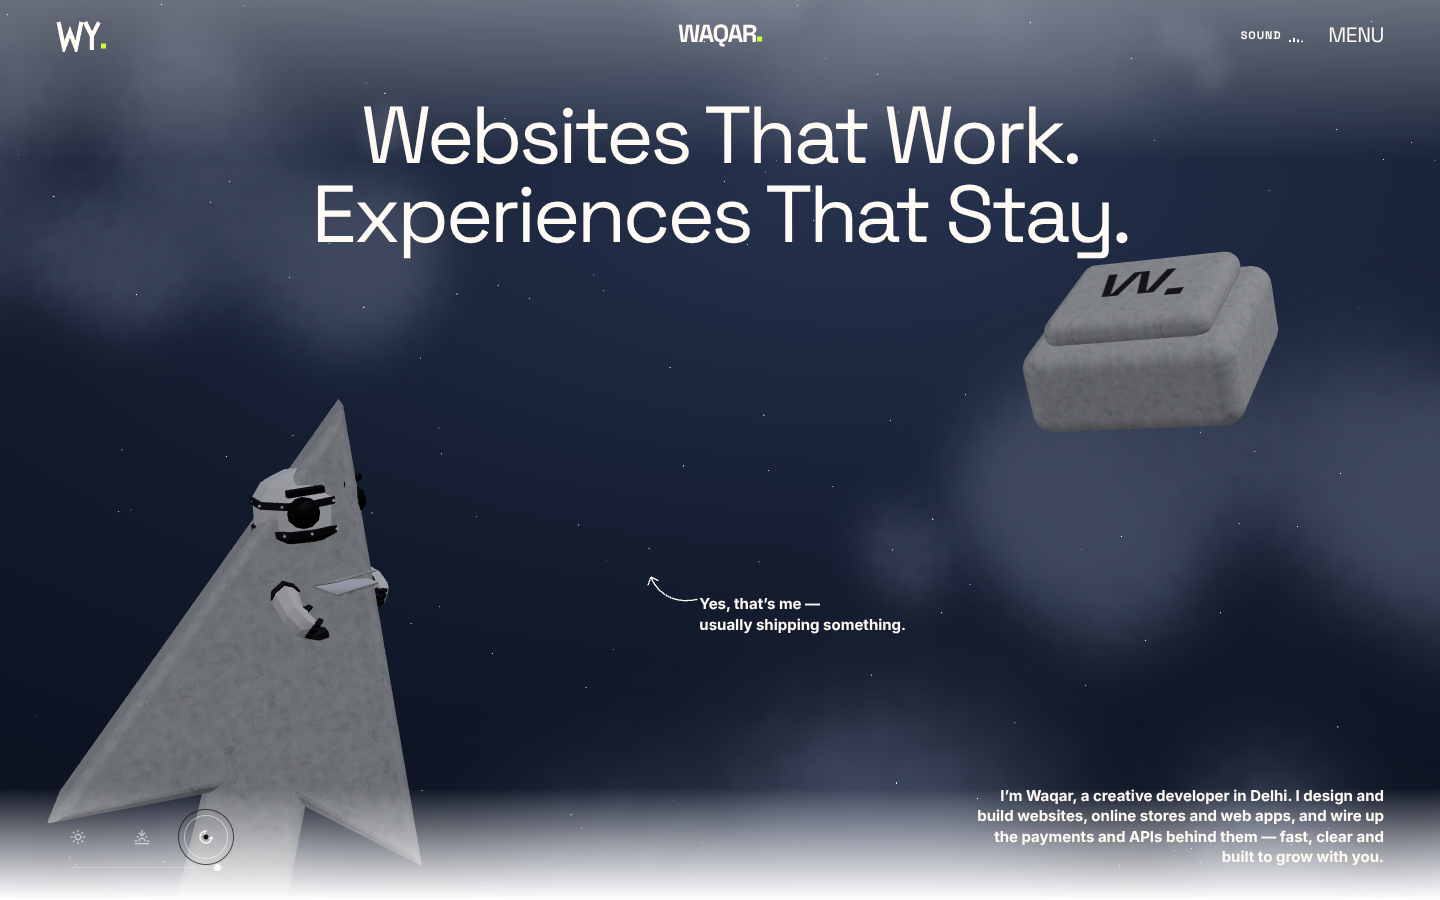 WY.
WAQAR.
SOUND
MENU
Websites That Work.
Experiences That Stay.
W.
Yes, that’s me —
usually shipping something.
I’m Waqar, a creative developer in Delhi. I design and
build websites, online stores and web apps, and wire up
the payments and APIs behind them — fast, clear and
built to grow with you.